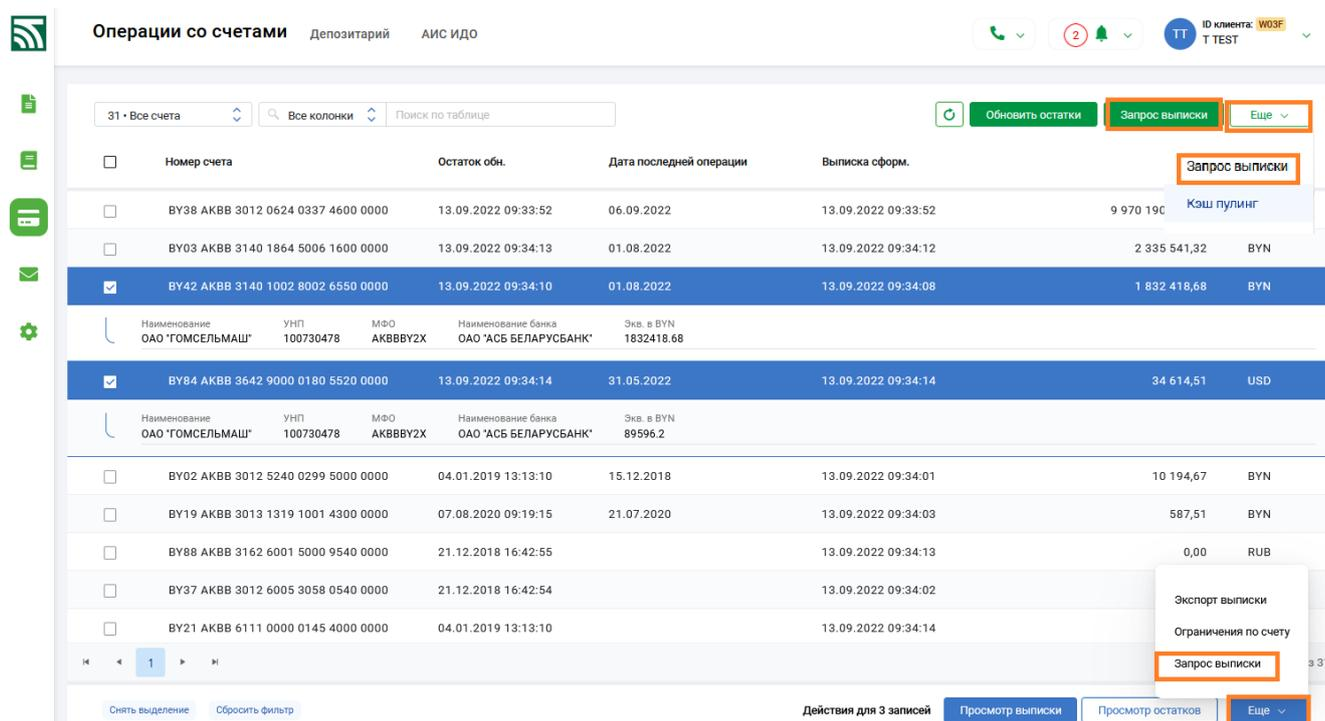 Операции со счетами Депозитарий АИС ИДО 2 ТТ ID клиента: W03F
T TEST
31 • Все счета Все колонки Поиск по таблице Обновить остатки Запрос выписки Еще
Номер счета Остаток обн. Дата последней операции Выписка сформ. Запрос выписки
BY38 AKBB 3012 0624 0337 4600 0000 13.09.2022 09:33:52 06.09.2022 13.09.2022 09:33:52 9 970 190 Кэш пулинг
BY03 AKBB 3140 1864 5006 1600 0000 13.09.2022 09:34:13 01.08.2022 13.09.2022 09:34:12 2 335 541,32 BYN
BY42 AKBB 3140 1002 8002 6550 0000 13.09.2022 09:34:10 01.08.2022 13.09.2022 09:34:08 1 832 418,68 BYN
Наименование УНП МФО Наименование банка Экв. в BYN
ОАО "ГОМСЕЛЬМАШ" 100730478 AKBBBY2X ОАО "АСБ БЕЛАРУСБАНК" 1832418.68
BY84 AKBB 3642 9000 0180 5520 0000 13.09.2022 09:34:14 31.05.2022 13.09.2022 09:34:14 34 614,51 USD
Наименование УНП МФО Наименование банка Экв. в BYN
ОАО "ГОМСЕЛЬМАШ" 100730478 AKBBBY2X ОАО "АСБ БЕЛАРУСБАНК" 89596.2
BY02 AKBB 3012 5240 0299 5000 0000 04.01.2019 13:13:10 15.12.2018 13.09.2022 09:34:01 10 194,67 BYN
BY19 AKBB 3013 1319 1001 4300 0000 07.08.2020 09:19:15 21.07.2020 13.09.2022 09:34:03 587,51 BYN
BY88 AKBB 3162 6001 5000 9540 0000 21.12.2018 16:42:55 13.09.2022 09:34:13 0,00 RUB
BY37 AKBB 3012 6005 3058 0540 0000 21.12.2018 16:42:54 13.09.2022 09:34:02 Экспорт выписки
BY21 AKBB 6111 0000 0145 4000 0000 04.01.2019 13:13:10 13.09.2022 09:34:14 Ограничения по счету
1 Запрос выписки
Снять выделение Сбросить фильтр Действия для 3 записей Просмотр выписки Просмотр остатков Еще